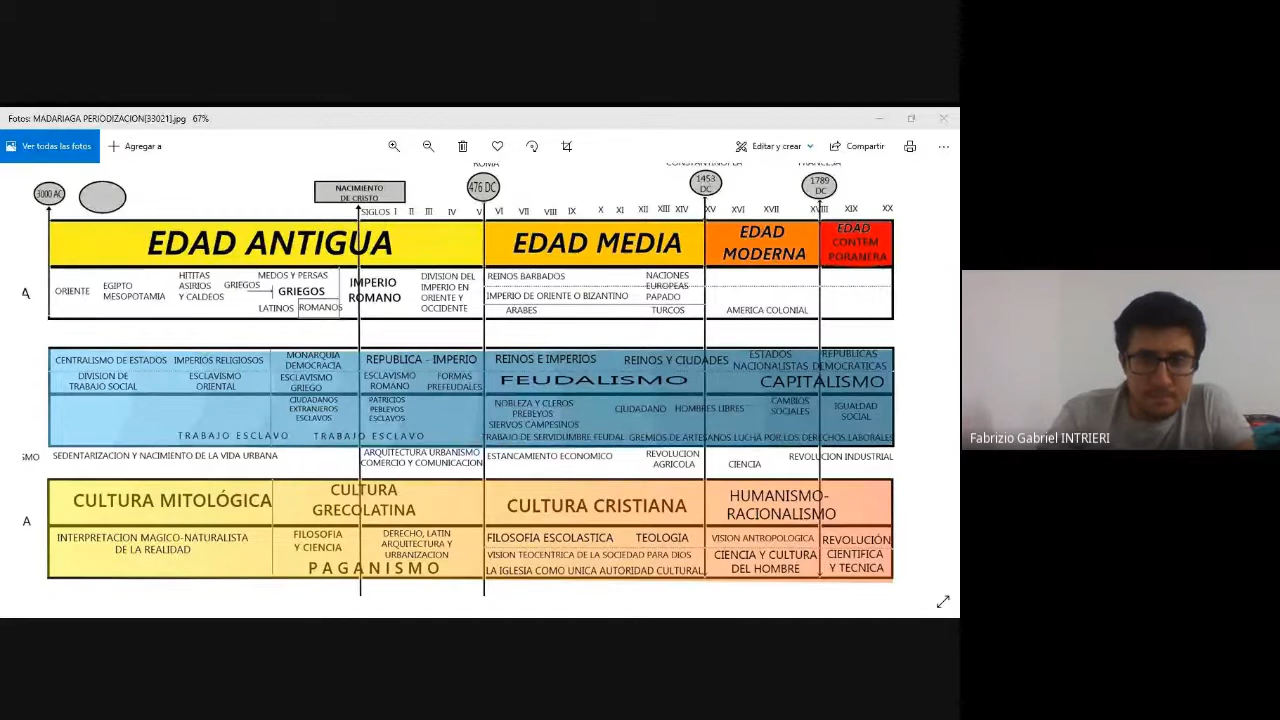 Fotos: MADARIAGA PERIODIZACION[33021].jpg 67%
Ver todas las fotos Agregar a Editar y crear Compartir
ROMA CONSTANTINOPLA FRANCESA
3000 AC NACIMIENTO DE CRISTO 476 DC 1453 DC 1789 DC
SIGLOS I II III IV V VI VII VIII IX X XI XII XIII XIV XV XVI XVII XVIII XIX XX
EDAD ANTIGUA EDAD MEDIA EDAD MODERNA EDAD CONTEM PORANERA
A
ORIENTE
EGIPTO
MESOPOTAMIA
HITITAS
ASIRIOS
Y CALDEOS
GRIEGOS
MEDOS Y PERSAS
GRIEGOS
LATINOS ROMANOS
IMPERIO
ROMANO
DIVISION DEL
IMPERIO EN
ORIENTE Y
OCCIDENTE
REINOS BARBADOS
IMPERIO DE ORIENTE O BIZANTINO
ARABES
NACIONES
EUROPEAS
PAPADO
TURCOS
AMERICA COLONIAL
CENTRALISMO DE ESTADOS
IMPERIOS RELIGIOSOS
MONARQUIA
DEMOCRACIA
REPUBLICA - IMPERIO
REINOS E IMPERIOS
REINOS Y CIUDADES
ESTADOS
NACIONALISTAS
REPUBLICAS
DEMOCRATICAS
DIVISION DE
TRABAJO SOCIAL
ESCLAVISMO
ORIENTAL
ESCLAVISMO
GRIEGO
ESCLAVISMO
ROMANO
FORMAS
PREFEUDALES
FEUDALISMO
CAPITALISMO
CIUDADANOS
EXTRANJEROS
ESCLAVOS
PATRICIOS
PEBLEYOS
ESCLAVOS
NOBLEZA Y CLEROS
PREBEYOS
SIERVOS CAMPESINOS
CIUDADANO
HOMBRES LIBRES
CAMBIOS
SOCIALES
IGUALDAD
SOCIAL
TRABAJO ESCLAVO TRABAJO ESCLAVO TRABAJO DE SERVIDUMBRE FEUDAL GREMIOS DE ARTESANOS LUCHA POR LOS DERECHOS LABORALES
SMO
SEDENTARIZACION Y NACIMIENTO DE LA VIDA URBANA
ARQUITECTURA URBANISMO
COMERCIO Y COMUNICACION
ESTANCAMIENTO ECONOMICO
REVOLUCION
AGRICOLA
CIENCIA
REVOLUCION INDUSTRIAL
A
CULTURA MITOLÓGICA
CULTURA
GRECOLATINA
CULTURA CRISTIANA
HUMANISMO-
RACIONALISMO
INTERPRETACION MAGICO-NATURALISTA
DE LA REALIDAD
FILOSOFIA
Y CIENCIA
DERECHO, LATIN
ARQUITECTURA Y
URBANIZACION
PAGANISMO
FILOSOFIA ESCOLASTICA TEOLOGIA
VISION TEOCENTRICA DE LA SOCIEDAD PARA DIOS
LA IGLESIA COMO UNICA AUTORIDAD CULTURAL
VISION ANTROPOLOGICA
CIENCIA Y CULTURA
DEL HOMBRE
REVOLUCIÓN
CIENTIFICA
Y TECNICA
Fabrizio Gabriel INTRIERI